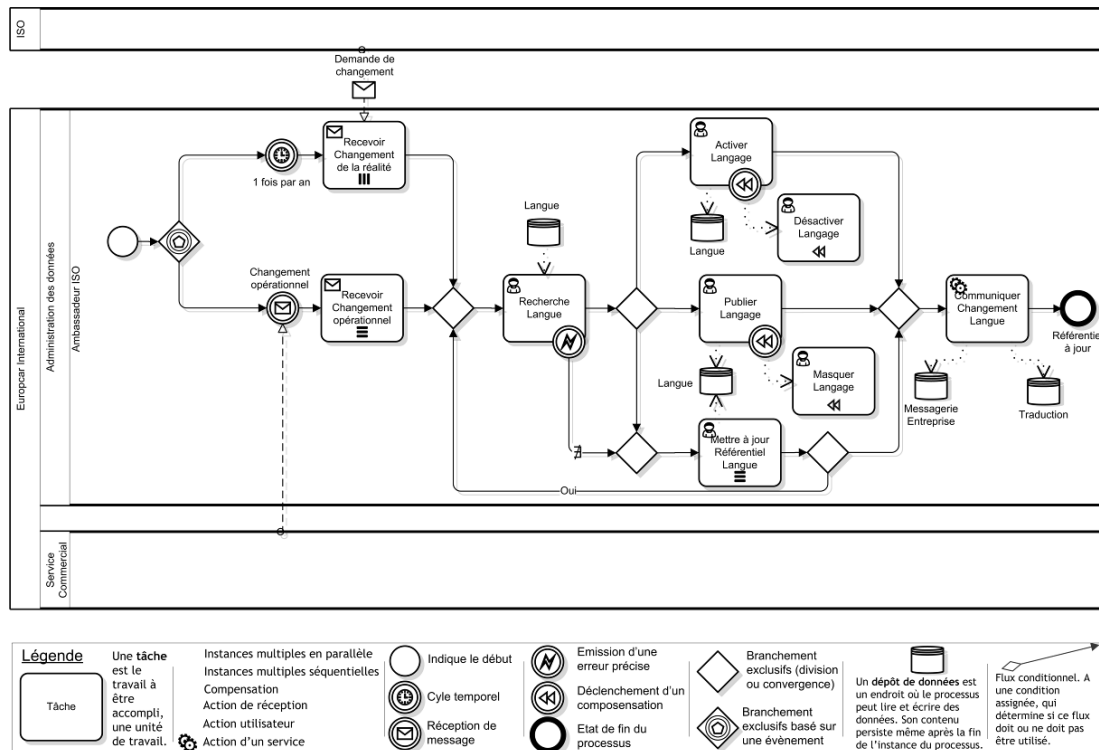 ISO
Demande de
changement
Europcar International
Administration des données
Ambassadeur ISO
1 fois par an
Recevoir
Changement
de la réalité
Changement
opérationnel
Recevoir
Changement
opérationnel
Langue
Recherche
Langue
Activer
Langage
Langue
Désactiver
Langage
Publier
Langage
Langue
Masquer
Langage
Mettre à jour
Référentiel
Langue
Oui
Communiquer
Changement
Langue
Messagerie
Entreprise
Traduction
Référentie
à jour
Service
Commercial
Légende
Tâche
Une tâche
est le
travail à
être
accompli,
une unité
de travail.
Instances multiples en parallèle
Instances multiples séquentielles
Compensation
Action de réception
Action utilisateur
Action d'un service
Indique le début
Cyle temporel
Réception de
message
Emission d'une
erreur précise
Déclenchement d'un
composensation
Etat de fin du
processus
Branchement
exclusifs (division
ou convergence)
Branchement
exclusifs basé sur
une évènement
Un dépôt de données est
un endroit où le processus
peut lire et écrire des
données. Son contenu
persiste même après la fin
de l'instance du processus.
Flux conditionnel. A
une condition
assignée, qui
détermine si ce flux
doit ou ne doit pas
être utilisé.